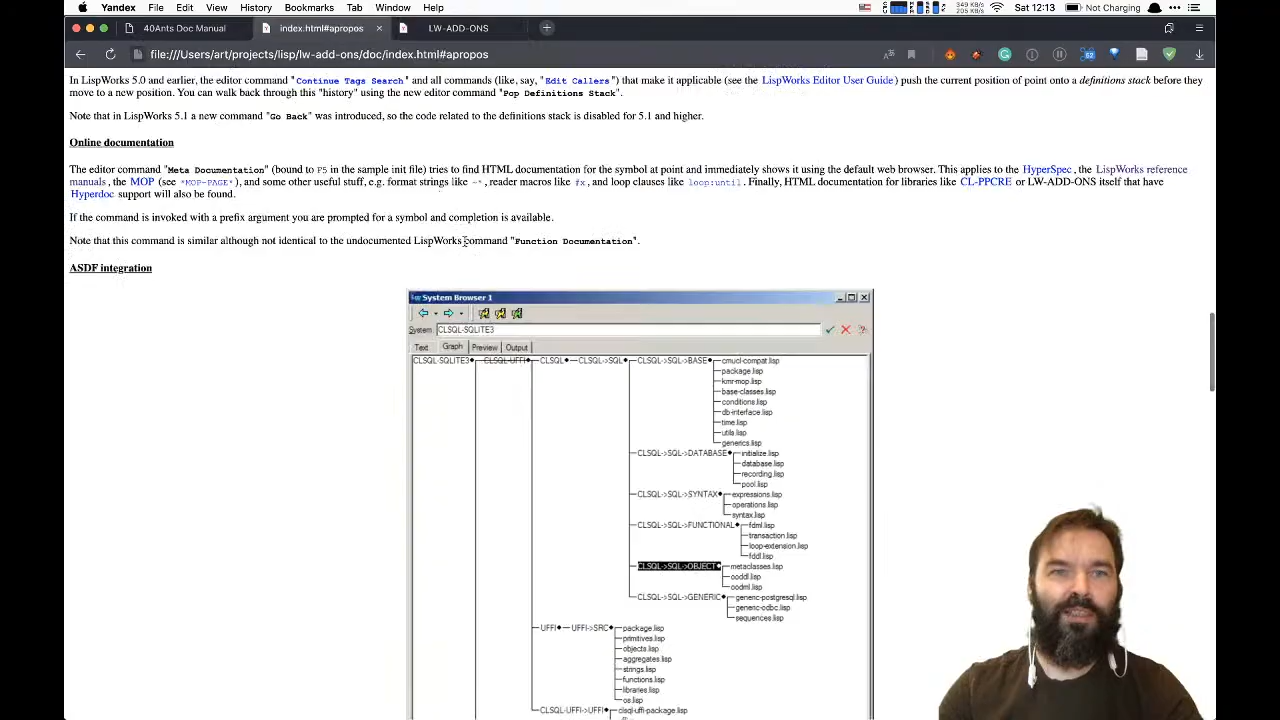 Yandex File Edit View History Bookmarks Tab Window Help
349 KB/s
205 KB/s
Sat 12:13 Not Charging
40Ants Doc Manual
index.html#apropos
LW-ADD-ONS
file:///Users/art/projects/lisp/lw-add-ons/doc/index.html#apropos
In LispWorks 5.0 and earlier, the editor command "Continue Tags Search" and all commands (like, say, "Edit Callers") that make it applicable (see the LispWorks Editor User Guide) push the current position of point onto a definitions stack before they
move to a new position. You can walk back through this "history" using the new editor command "Pop Definitions Stack".
Note that in LispWorks 5.1 a new command "Go Back" was introduced, so the code related to the definitions stack is disabled for 5.1 and higher.
Online documentation
The editor command "Meta Documentation" (bound to F5 in the sample init file) tries to find HTML documentation for the symbol at point and immediately shows it using the default web browser. This applies to the HyperSpec, the LispWorks reference
manuals, the MOP (see *MOP-PAGE*), and some other useful stuff, e.g. format strings like ~^, reader macros like #x, and loop clauses like loop:until. Finally, HTML documentation for libraries like CL-PPCRE or LW-ADD-ONS itself that have
Hyperdoc support will also be found.
If the command is invoked with a prefix argument you are prompted for a symbol and completion is available.
Note that this command is similar although not identical to the undocumented LispWorks command "Function Documentation".
ASDF integration
System Browser 1
System CLSQL-SQLITE3
Text Graph Preview Output
CLSQL-SQLITE3 CLSQL-UFFI CLSQL CLSQL->SQL CLSQL->SQL->BASE cmucl-compat.lisp
package.lisp
kmr-mop.lisp
base-classes.lisp
conditions.lisp
db-interface.lisp
time.lisp
utils.lisp
generics.lisp
CLSQL->SQL->DATABASE initialize.lisp
database.lisp
recording.lisp
pool.lisp
CLSQL->SQL->SYNTAX expressions.lisp
operations.lisp
syntax.lisp
CLSQL->SQL->FUNCTIONAL fdml.lisp
transaction.lisp
loop-extension.lisp
fddl.lisp
CLSQL->SQL->OBJECT metaclasses.lisp
ooddl.lisp
oodml.lisp
CLSQL->SQL->GENERIC generic-postgresql.lisp
generic-odbc.lisp
sequences.lisp
UFFI UFFI->SRC package.lisp
primitives.lisp
objects.lisp
aggregates.lisp
strings.lisp
functions.lisp
libraries.lisp
os.lisp
CLSQL-UFFI->UFFI clsql-uffi-package.lisp